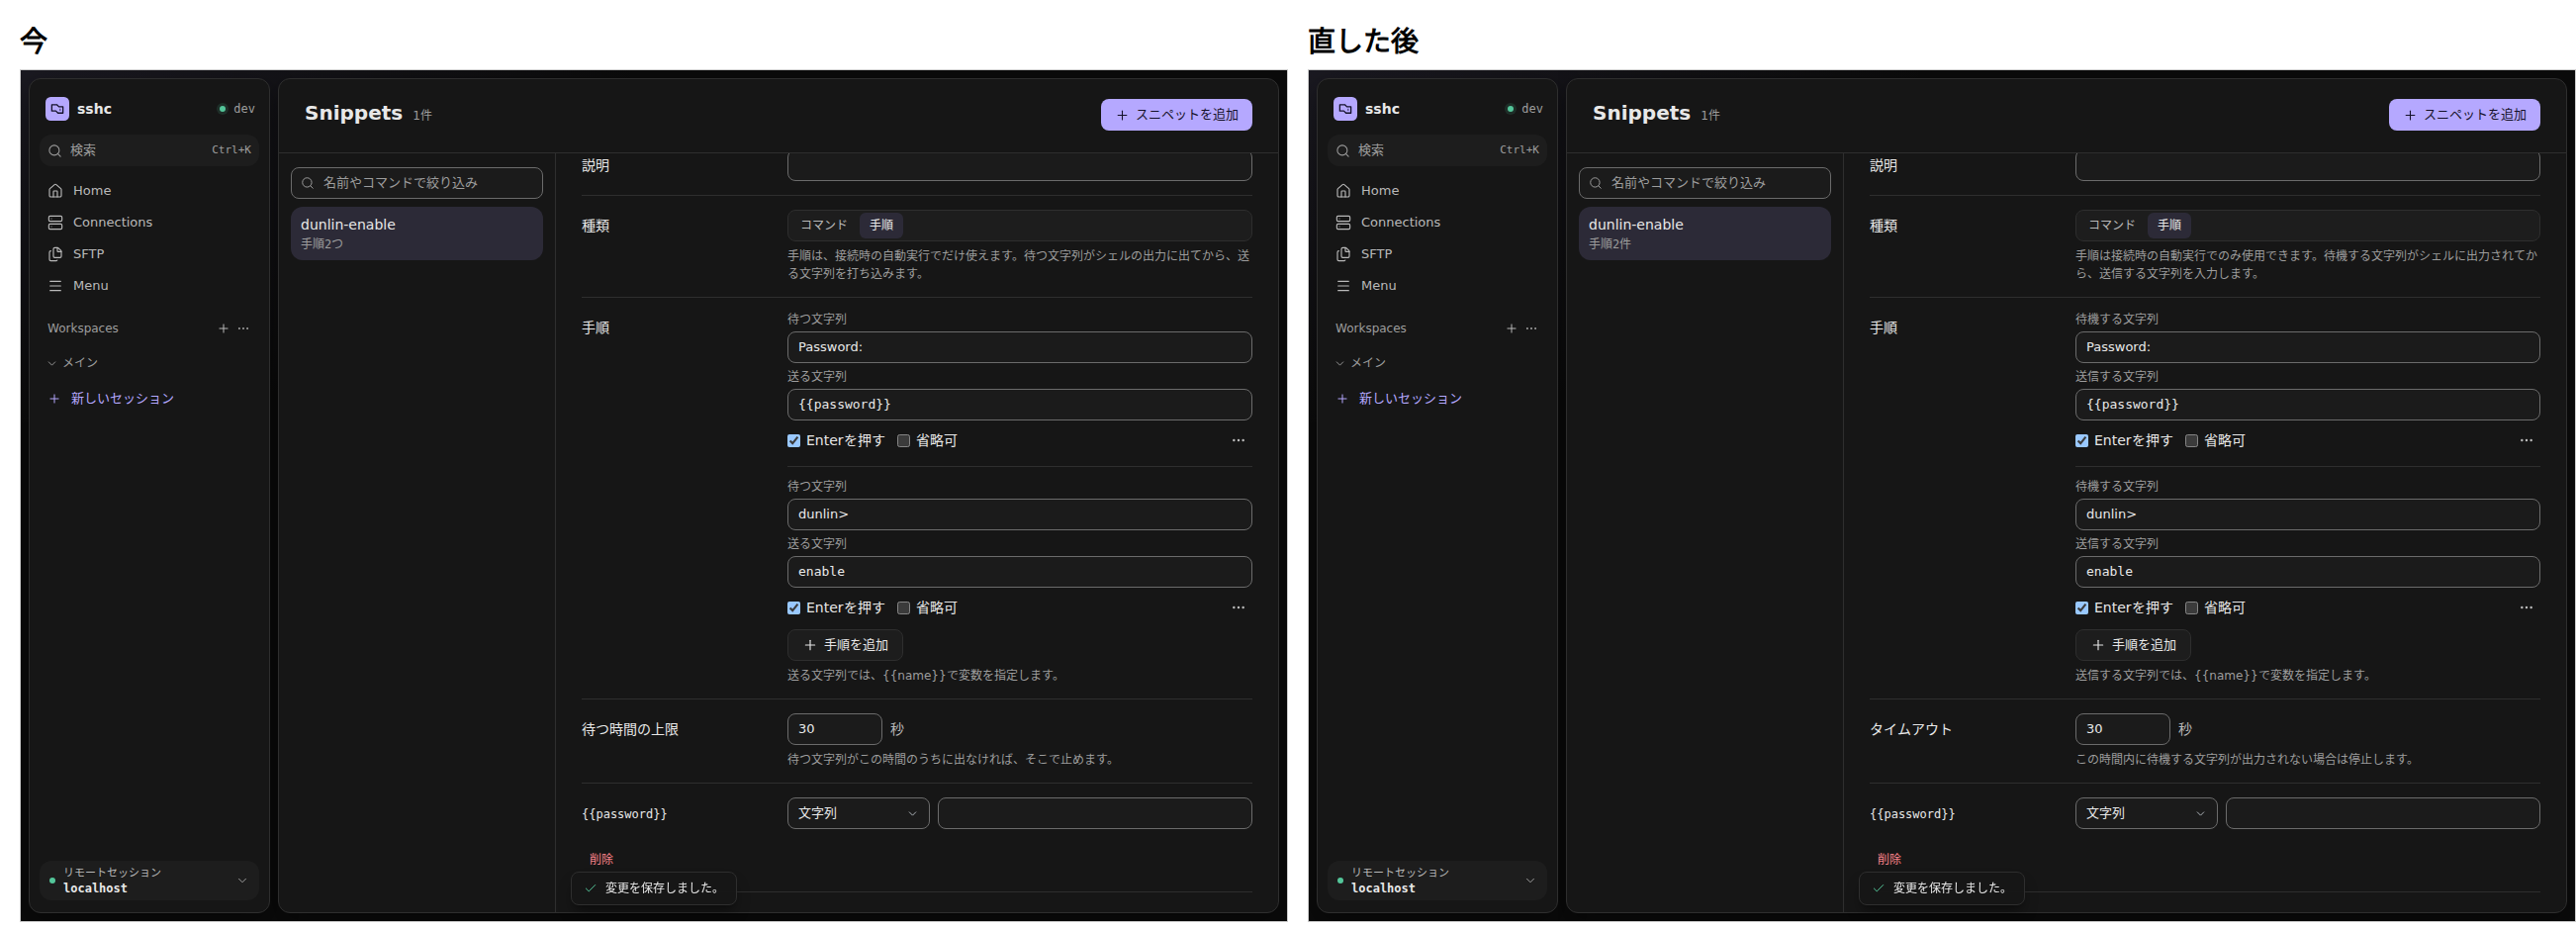 今
sshc
dev
検索
Ctrl+K
Home
Connections
SFTP
Menu
Workspaces
メイン
新しいセッション
リモートセッション
localhost
Snippets 1件
スニペットを追加
名前やコマンドで絞り込み
dunlin-enable
手順2つ
説明
種類
コマンド 手順
手順は、接続時の自動実行でだけ使えます。待つ文字列がシェルの出力に出てから、送
る文字列を打ち込みます。
手順
待つ文字列
Password:
送る文字列
{{password}}
Enterを押す 省略可
待つ文字列
dunlin>
送る文字列
enable
Enterを押す 省略可
手順を追加
送る文字列では、{{name}}で変数を指定します。
待つ時間の上限
30 秒
待つ文字列がこの時間のうちに出なければ、そこで止めます。
{{password}}
文字列
削除
変更を保存しました。
直した後
sshc
dev
検索
Ctrl+K
Home
Connections
SFTP
Menu
Workspaces
メイン
新しいセッション
リモートセッション
localhost
Snippets 1件
スニペットを追加
名前やコマンドで絞り込み
dunlin-enable
手順2件
説明
種類
コマンド 手順
手順は接続時の自動実行でのみ使用できます。待機する文字列がシェルに出力されてか
ら、送信する文字列を入力します。
手順
待機する文字列
Password:
送信する文字列
{{password}}
Enterを押す 省略可
待機する文字列
dunlin>
送信する文字列
enable
Enterを押す 省略可
手順を追加
送信する文字列では、{{name}}で変数を指定します。
タイムアウト
30 秒
この時間内に待機する文字列が出力されない場合は停止します。
{{password}}
文字列
削除
変更を保存しました。